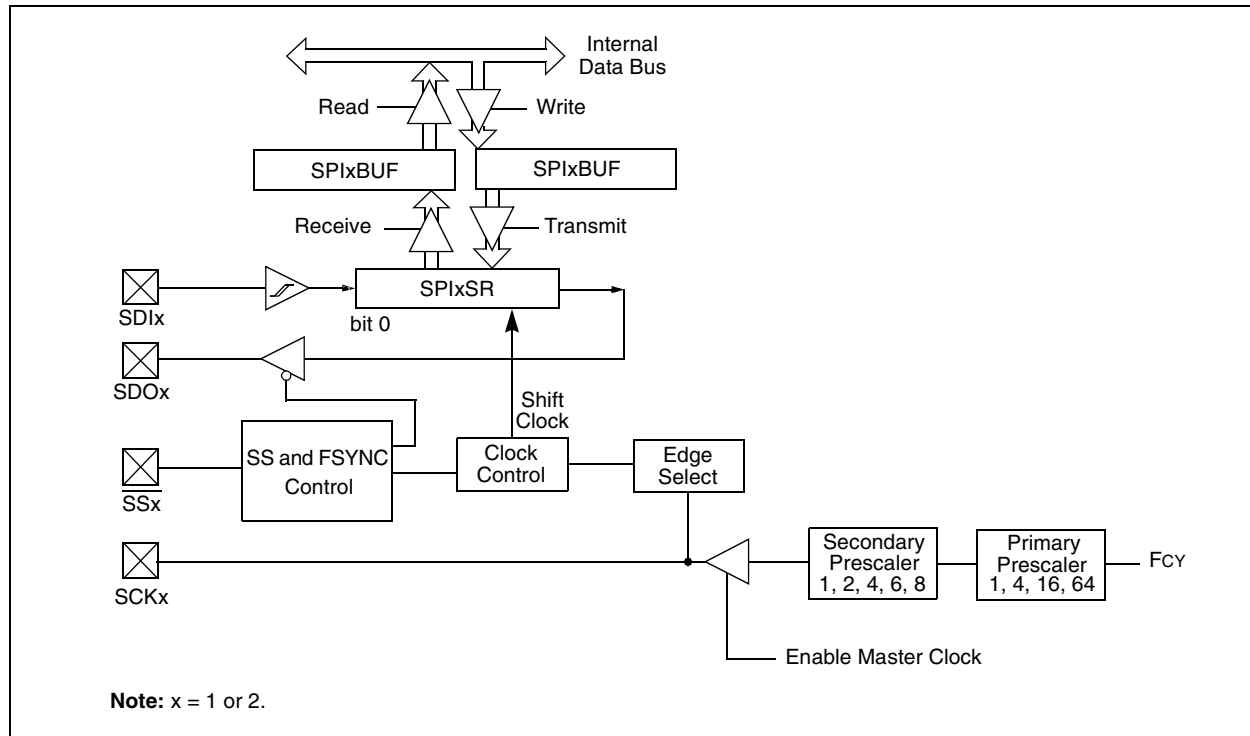 Internal
Data Bus
Read
Write
SPIxBUF
SPIxBUF
Receive
Transmit
SDIx
SPIxSR
bit 0
SDOx
Shift
Clock
SS and FSYNC
Control
Clock
Control
Edge
Select
SSx
SCKx
Secondary
Prescaler
1, 2, 4, 6, 8
Primary
Prescaler
1, 4, 16, 64
FCY
Enable Master Clock
Note: x = 1 or 2.